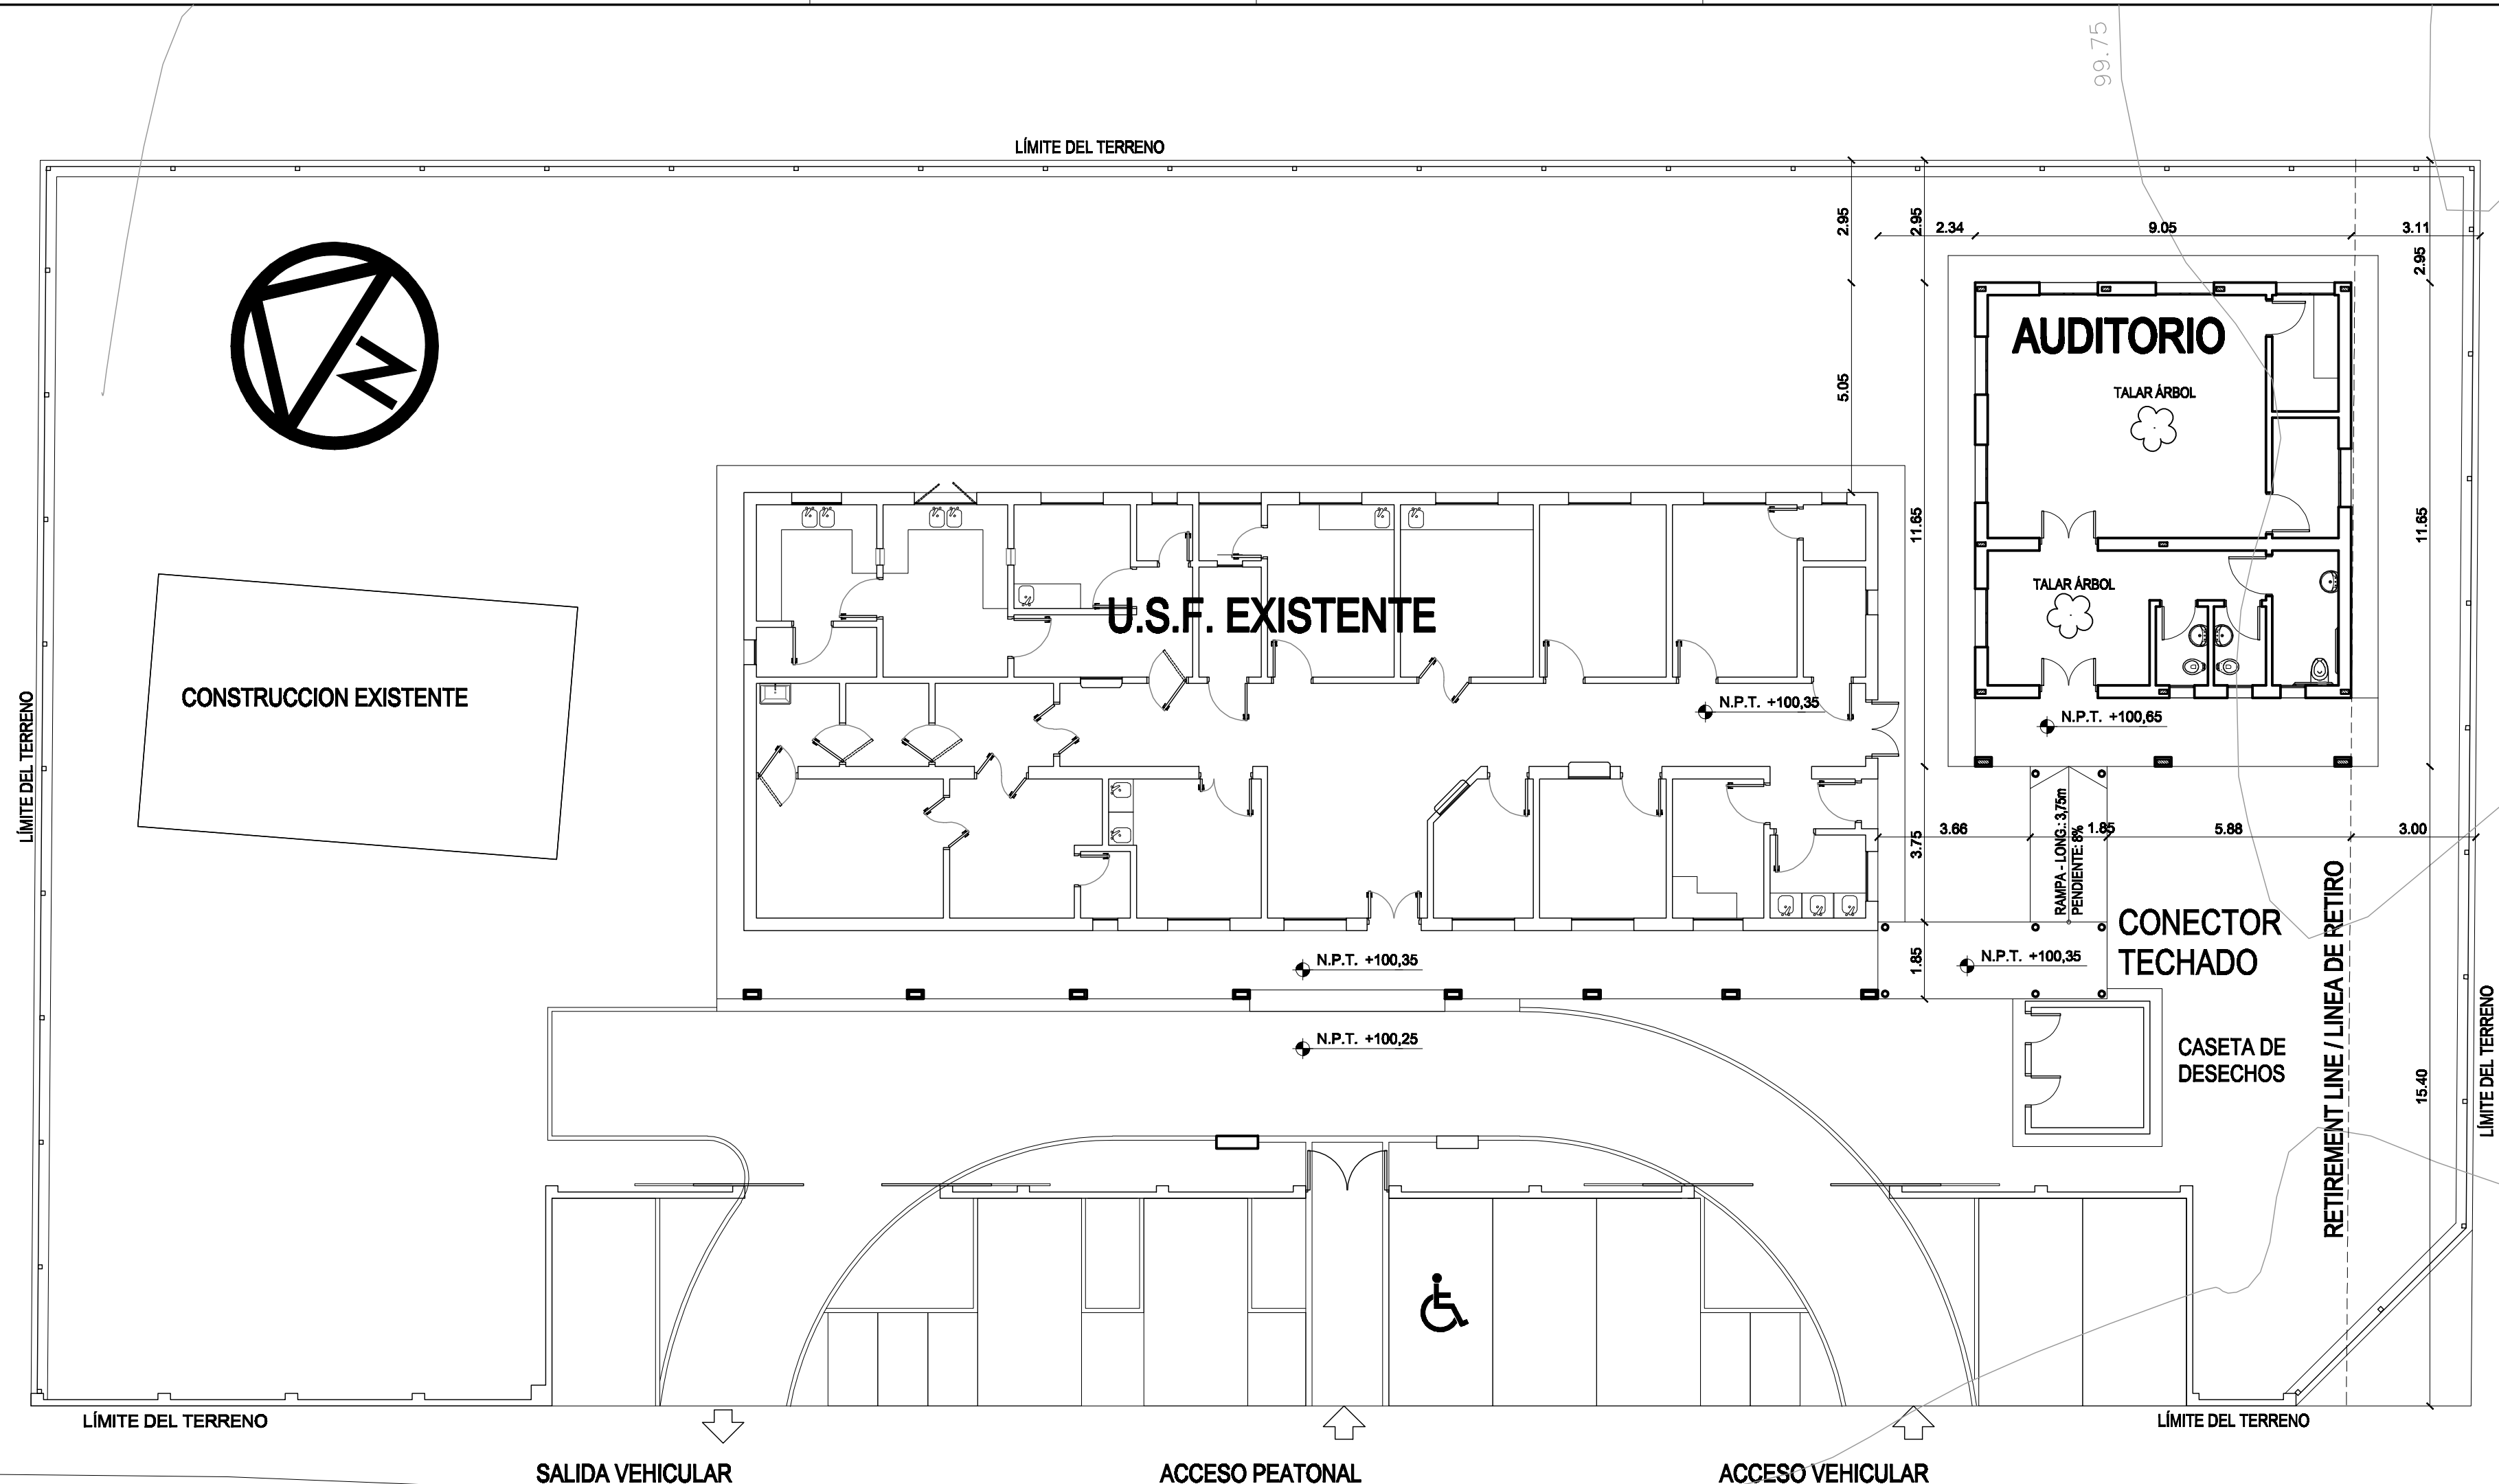 99.75
LÍMITE DEL TERRENO
2.95
2.95
2.34
9.05
3.11
2.95
N
AUDITORIO
5.05
TALAR ÁRBOL
11.65
11.65
TALAR ÁRBOL
U.S.F. EXISTENTE
CONSTRUCCION EXISTENTE
LÍMITE DEL TERRENO
N.P.T. +100,35
N.P.T. +100,65
3.66
1.85
5.88
3.00
3.75
RAMPA - LONG.: 3,75m
PENDIENTE: 8%
CONECTOR
TECHADO
N.P.T. +100,35
N.P.T. +100,35
1.85
RETIREMENT LINE / LINEA DE RETIRO
N.P.T. +100,25
CASETA DE
DESECHOS
15.40
LÍMITE DEL TERRENO
LÍMITE DEL TERRENO
LÍMITE DEL TERRENO
SALIDA VEHICULAR
ACCESO PEATONAL
ACCESO VEHICULAR